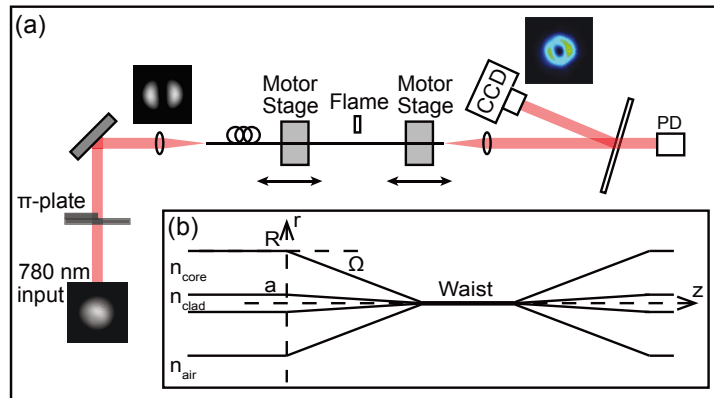 (a)
Motor
Stage
Flame
Motor
Stage
CCD
PD
π-plate
780 nm
input
(b)
R
r
Ω
n_core
a
n_clad
Waist
z
n_air